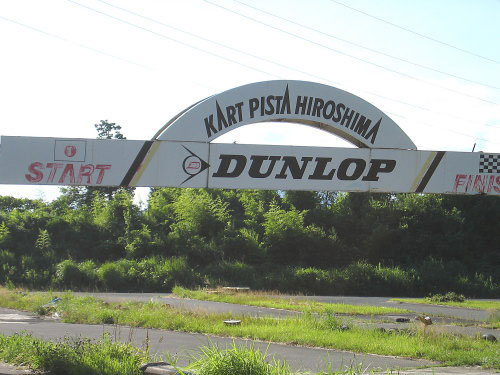 KART PISTA HIROSHIMA
START DUNLOP FINIS